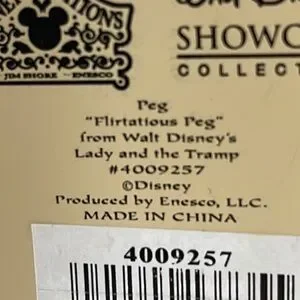 JIM SHORE ENESCO
SHOWC
COLLECT
Peg
"Flirtatious Peg"
from Walt Disney's
Lady and the Tramp
#4009257
©Disney
Produced by Enesco, LLC.
MADE IN CHINA
4009257